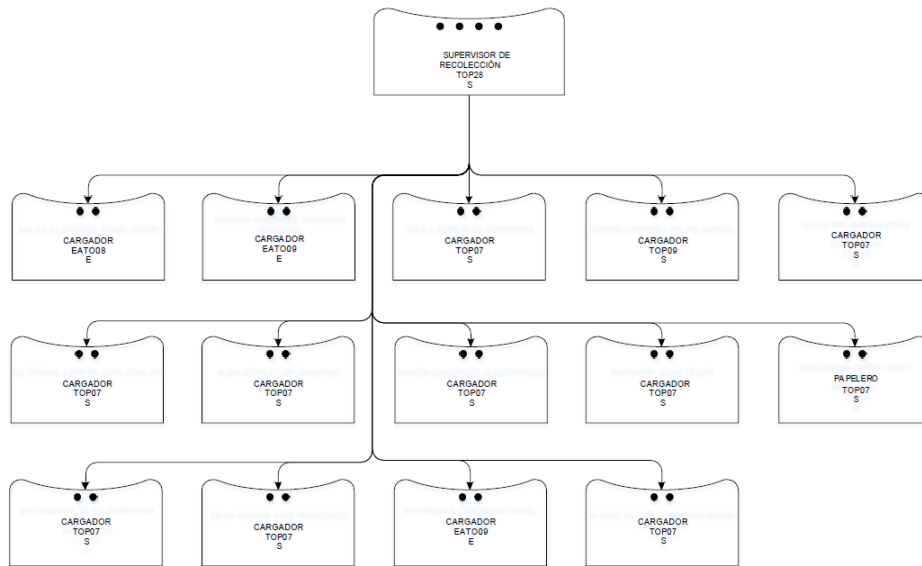 SUPERVISOR DE
RECOLECCIÓN
TOP28
S
CARGADOR
EATO08
E
CARGADOR
EATO09
E
CARGADOR
TOP07
S
CARGADOR
TOP09
S
CARGADOR
TOP07
S
CARGADOR
TOP07
S
CARGADOR
TOP07
S
CARGADOR
TOP07
S
CARGADOR
TOP07
S
PAPELERO
TOP07
S
CARGADOR
TOP07
S
CARGADOR
TOP07
S
CARGADOR
EATO09
E
CARGADOR
TOP07
S